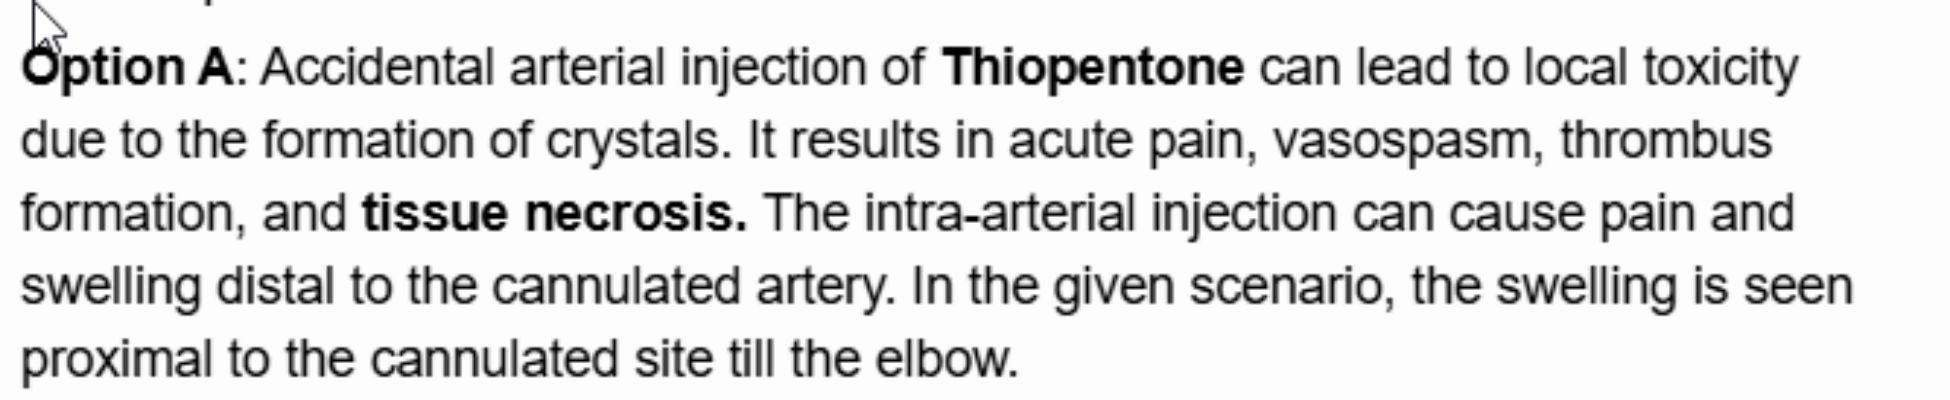 Option A: Accidental arterial injection of Thiopentone can lead to local toxicity
due to the formation of crystals. It results in acute pain, vasospasm, thrombus
formation, and tissue necrosis. The intra-arterial injection can cause pain and
swelling distal to the cannulated artery. In the given scenario, the swelling is seen
proximal to the cannulated site till the elbow.